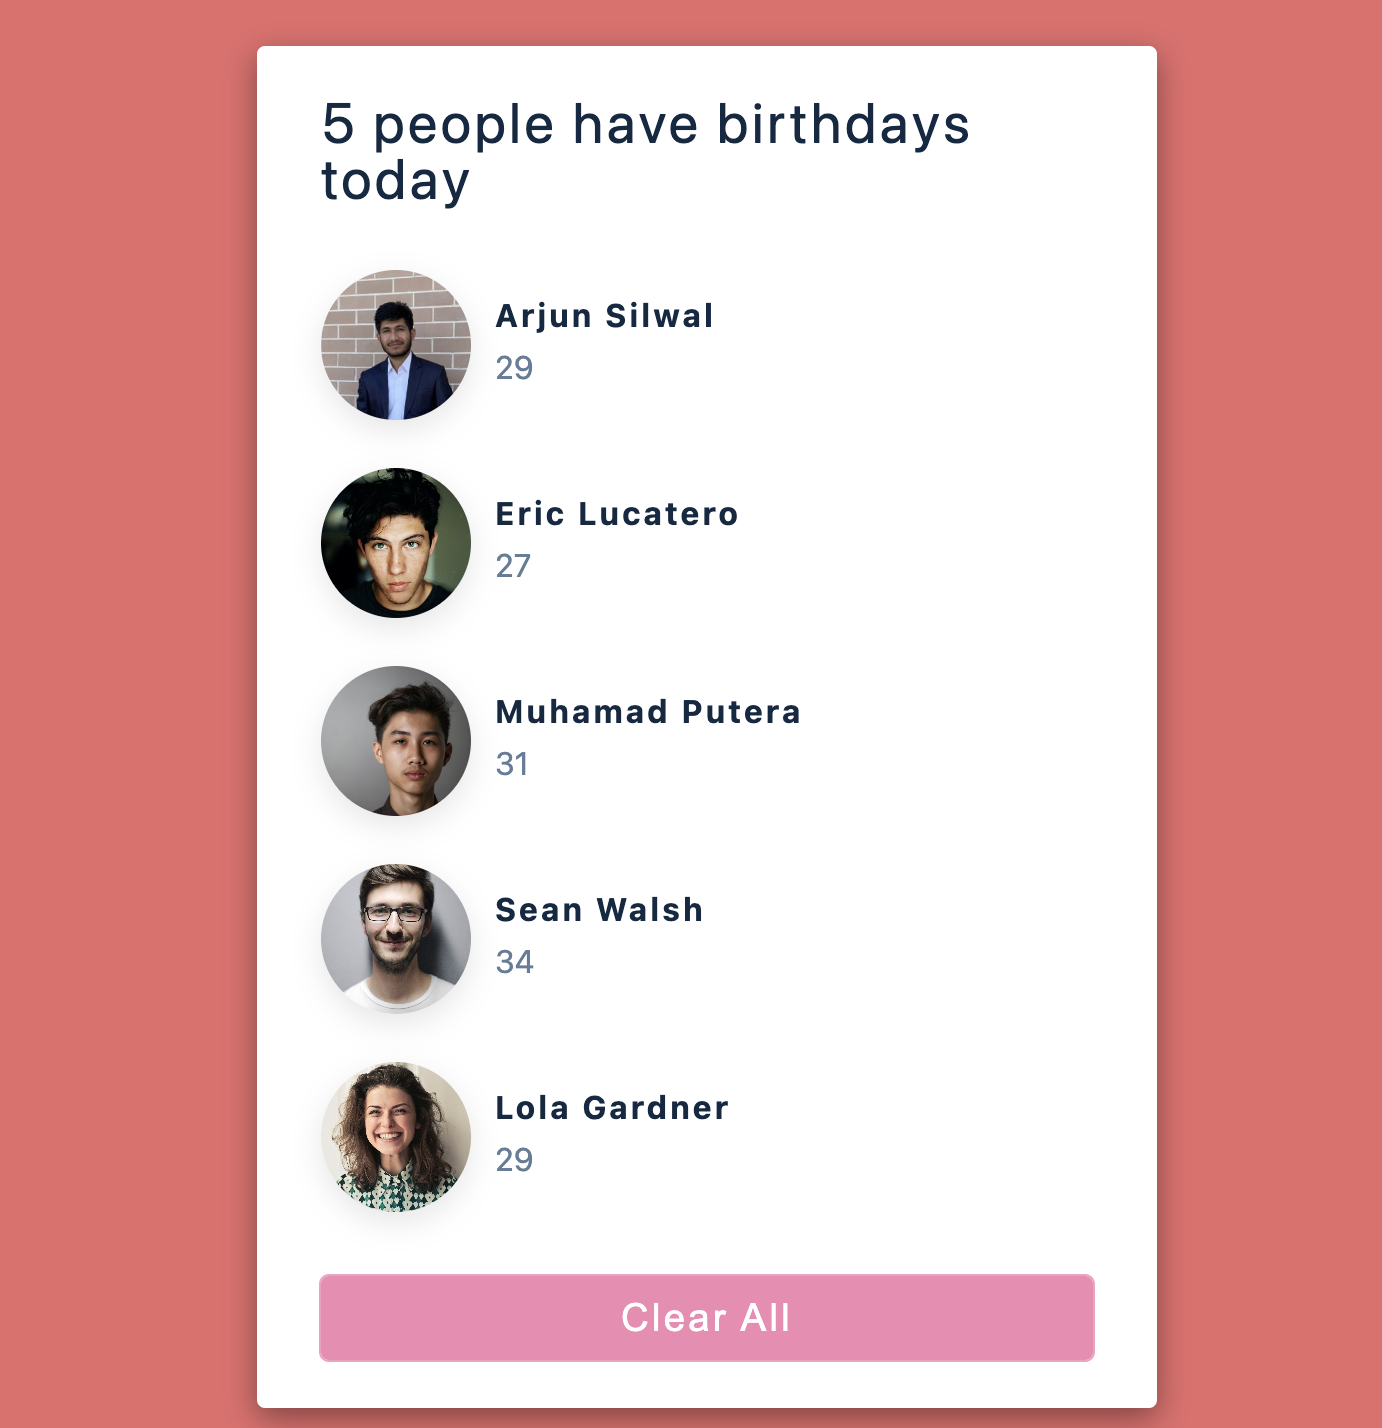 5 people have birthdays
today
Arjun Silwal
29
Eric Lucatero
27
Muhamad Putera
31
Sean Walsh
34
Lola Gardner
29
Clear All